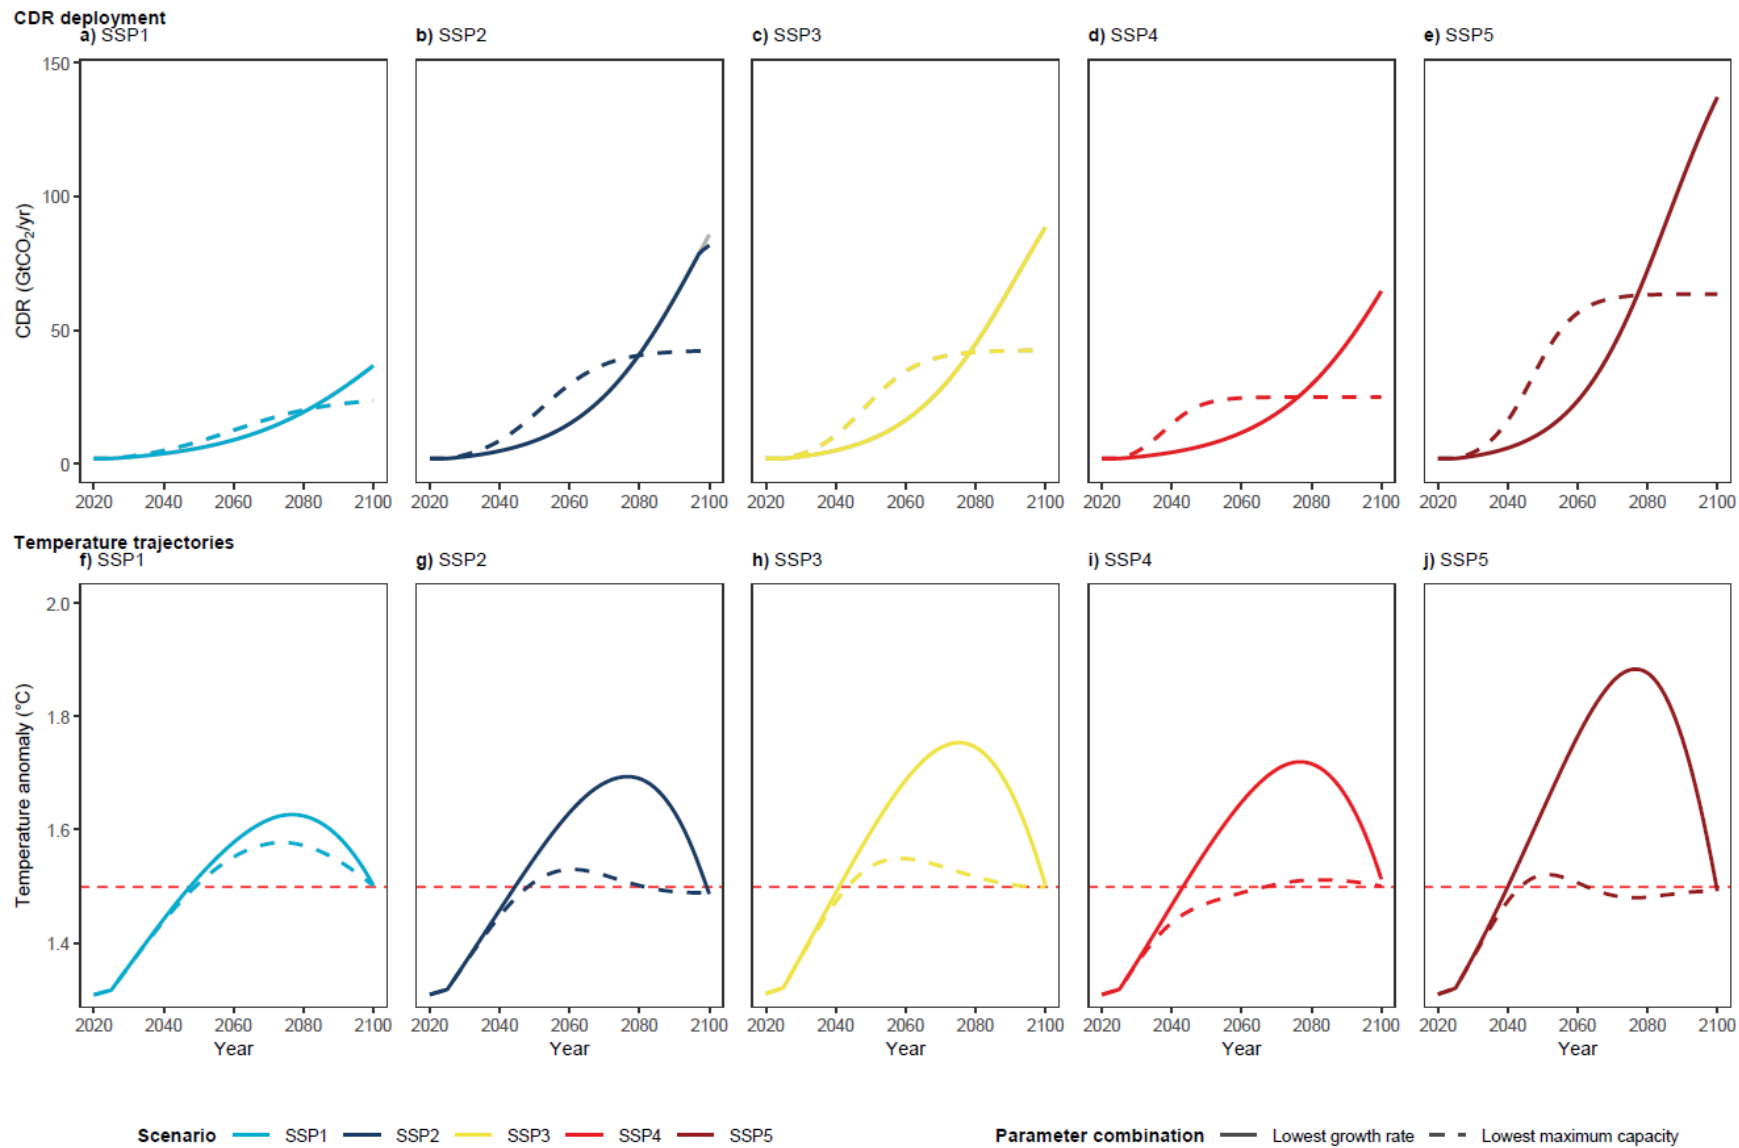 CDR deployment
a) SSP1
b) SSP2
c) SSP3
d) SSP4
e) SSP5
150
100
50
0
CDR (GtCO₂/yr)
2020 2040 2060 2080 2100
2020 2040 2060 2080 2100
2020 2040 2060 2080 2100
2020 2040 2060 2080 2100
2020 2040 2060 2080 2100
Temperature trajectories
f) SSP1
g) SSP2
h) SSP3
i) SSP4
j) SSP5
2.0
1.8
1.6
1.4
Temperature anomaly (°C)
2020 2040 2060 2080 2100
2020 2040 2060 2080 2100
2020 2040 2060 2080 2100
2020 2040 2060 2080 2100
2020 2040 2060 2080 2100
Year
Year
Year
Year
Year
Scenario SSP1 SSP2 SSP3 SSP4 SSP5
Parameter combination Lowest growth rate Lowest maximum capacity